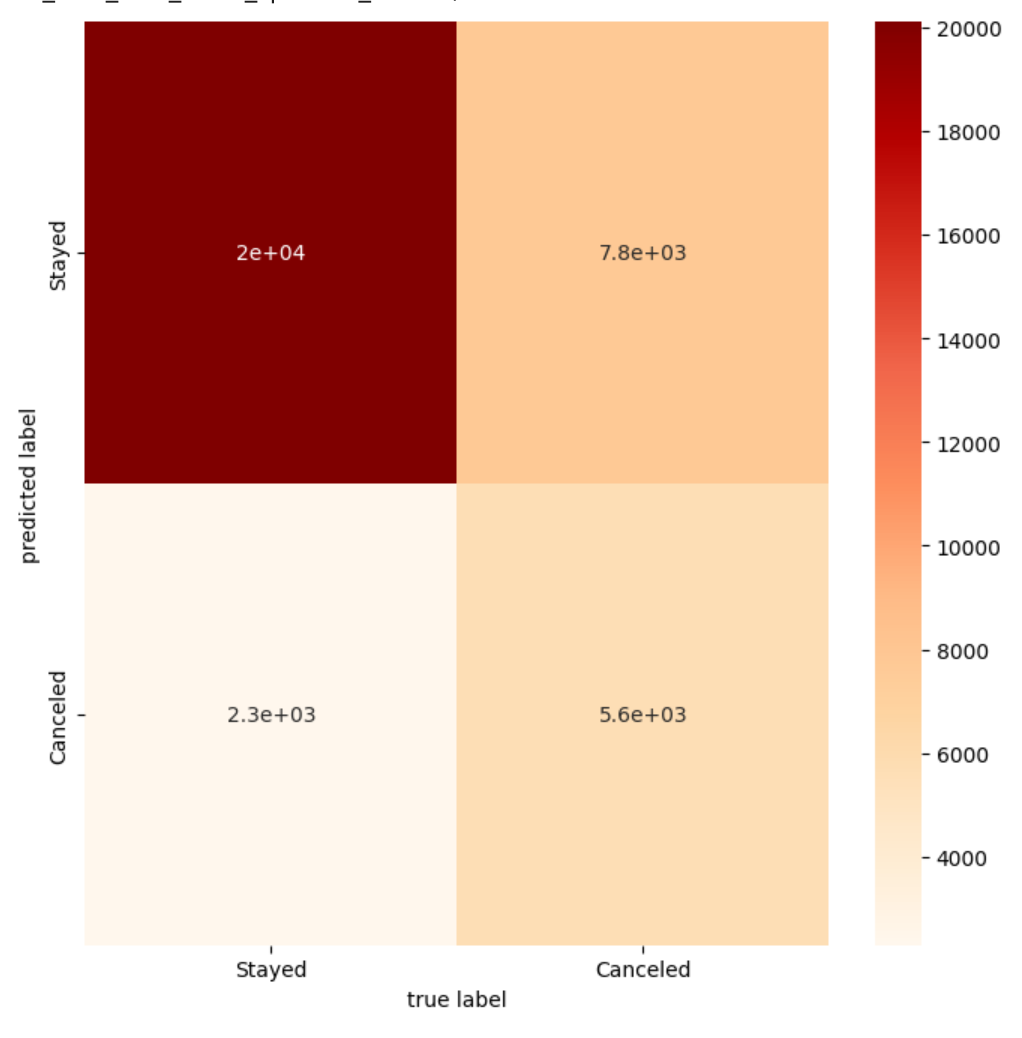 20000
18000
16000
14000
12000
10000
8000
6000
4000
predicted label
Stayed
Canceled
2e+04 7.8e+03
2.3e+03 5.6e+03
Stayed Canceled
true label